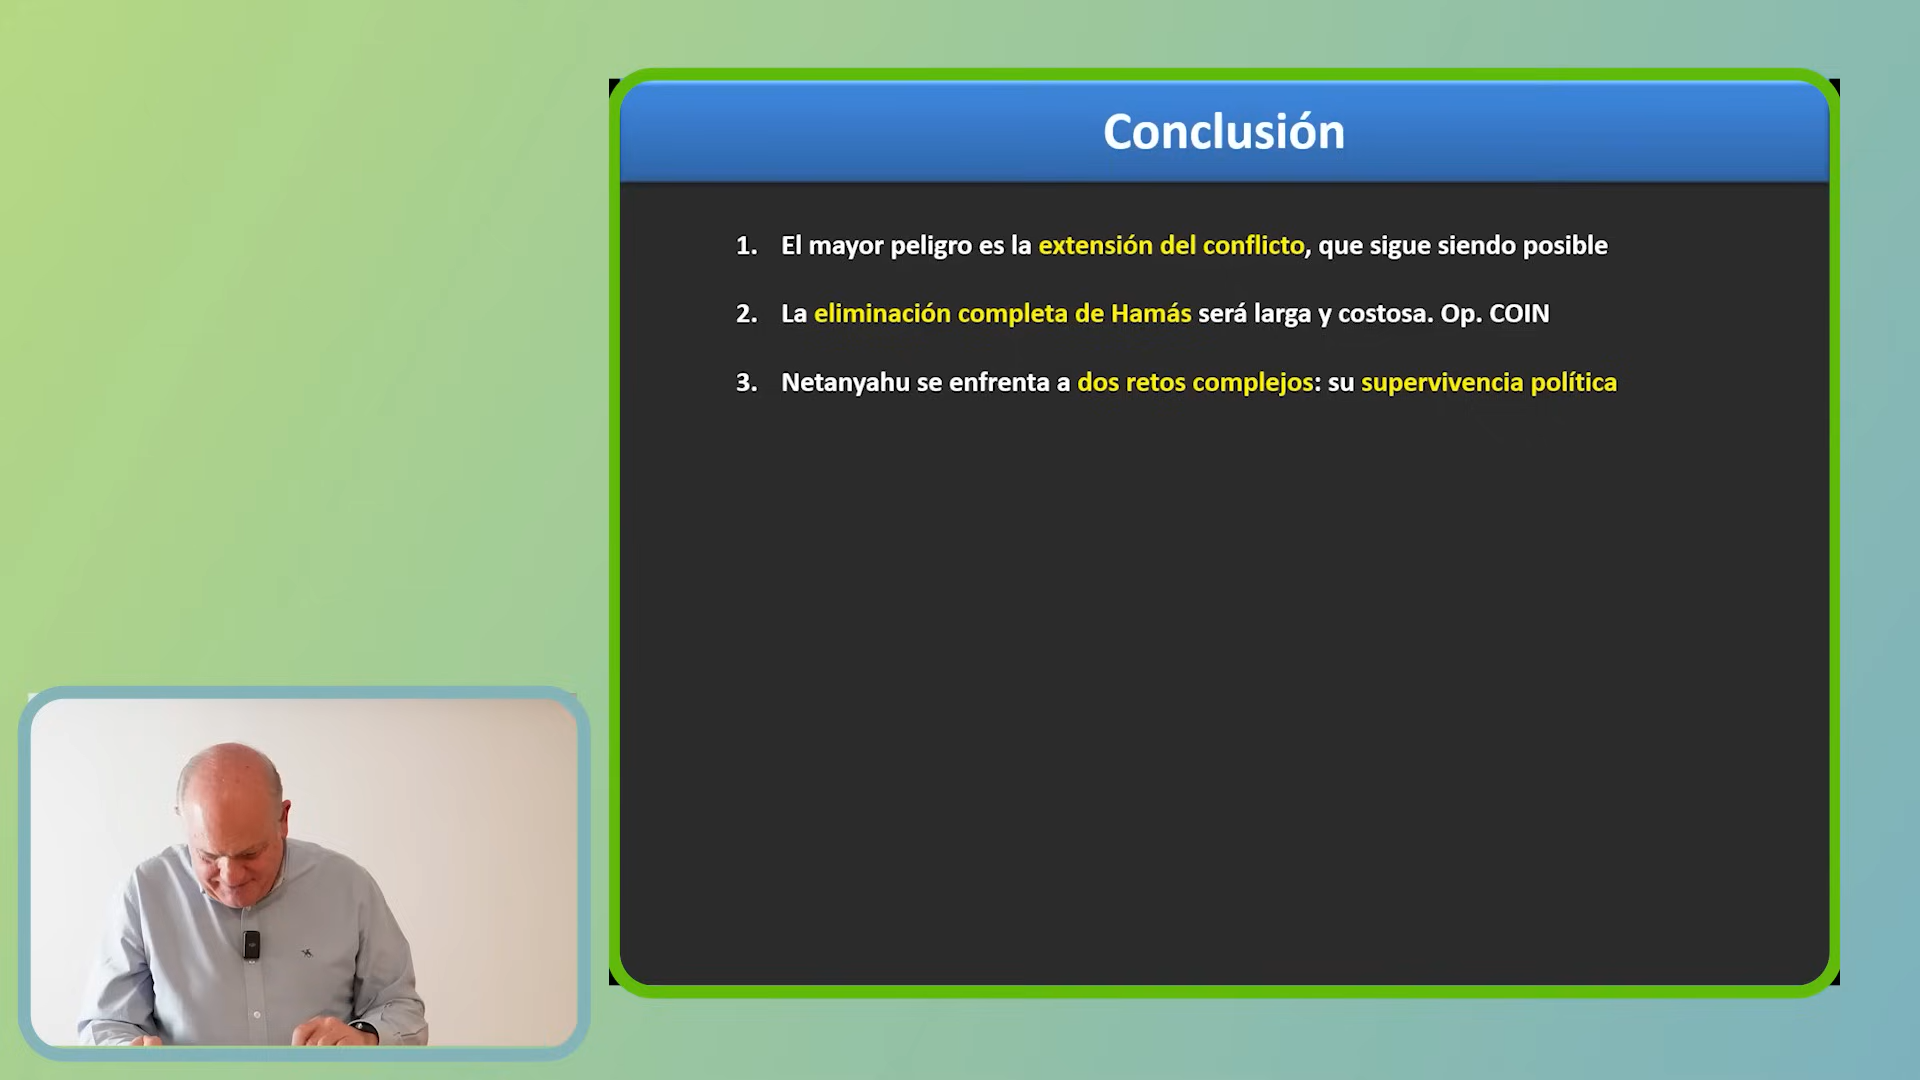 Conclusión
1. El mayor peligro es la extensión del conflicto, que sigue siendo posible
2. La eliminación completa de Hamás será larga y costosa. Op. COIN
3. Netanyahu se enfrenta a dos retos complejos: su supervivencia política